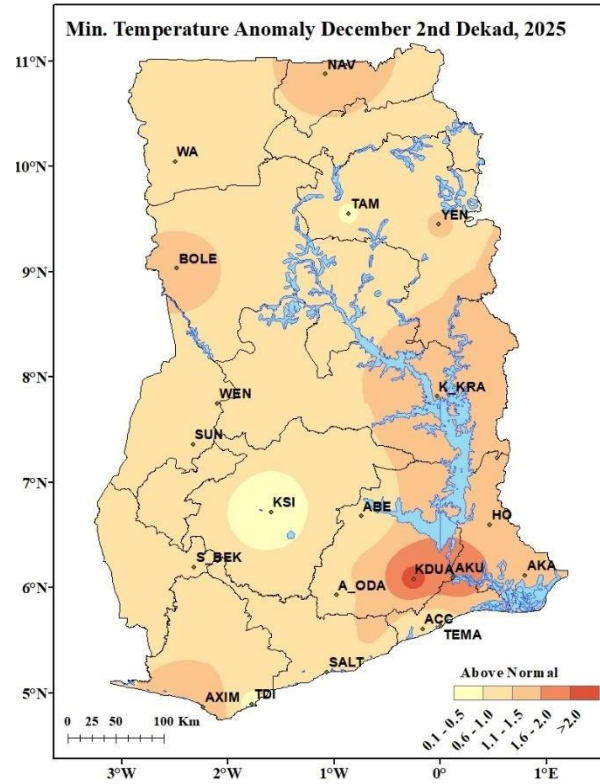 Min. Temperature Anomaly December 2nd Dekad, 2025
11°N
NAV
10°N
WA
TAM
YEN
9°N
BOLE
8°N
K_KRA
WEN
SUN
7°N
KSI
ABE
HO
S_BEK
6°N
KDUA
AKU
AKA
A_ODA
ACC
TEMA
SALT
5°N
AXIM
TDI
Above Normal
0.1 - 0.5
0.6 - 1.0
1.1 - 1.5
1.6 - 2.0
>2.0
0 25 50 100 Km
3°W 2°W 1°W 0° 1°E